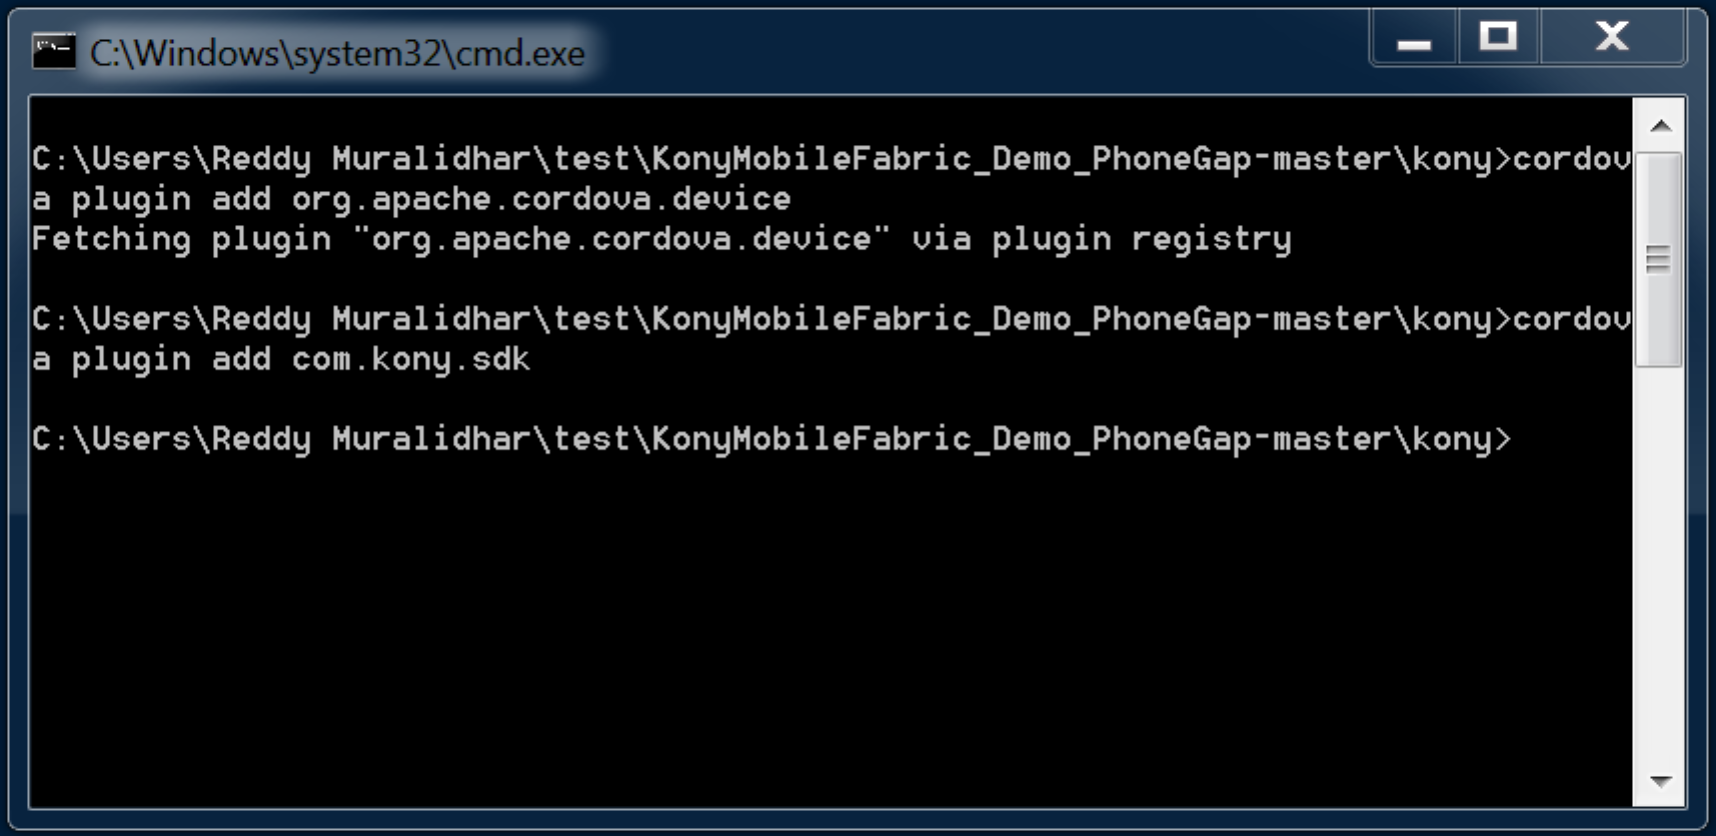 C:\Windows\system32\cmd.exe
C:\Users\Reddy Muralidhar\test\KonyMobileFabric_Demo_PhoneGap-master\kony>cordov
a plugin add org.apache.cordova.device
Fetching plugin "org.apache.cordova.device" via plugin registry
C:\Users\Reddy Muralidhar\test\KonyMobileFabric_Demo_PhoneGap-master\kony>cordov
a plugin add com.kony.sdk
C:\Users\Reddy Muralidhar\test\KonyMobileFabric_Demo_PhoneGap-master\kony>